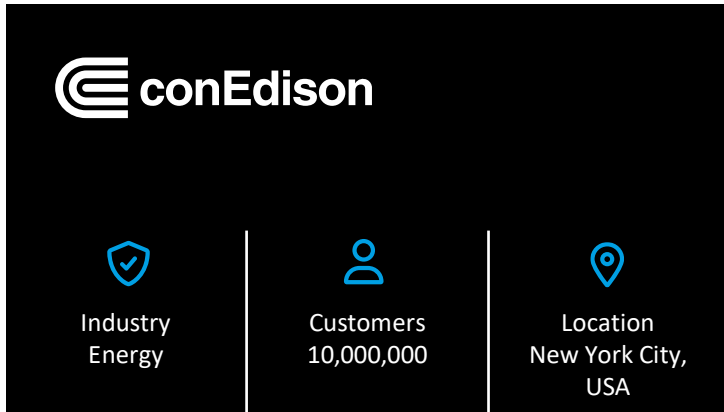 conEdison
Industry
Energy
Customers
10,000,000
Location
New York City,
USA